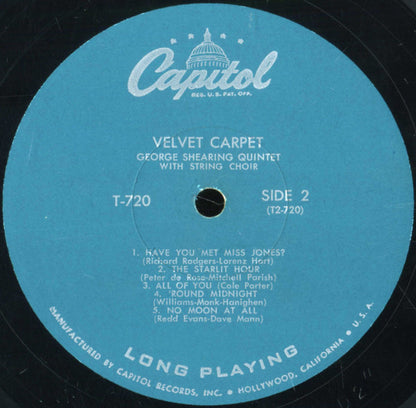 Capitol
REG. U.S. PAT. OFF.
VELVET CARPET
GEORGE SHEARING QUINTET
WITH STRING CHOIR
T-720
SIDE 2
(T2-720)
1. HAVE YOU MET MISS JONES?
(Richard Rodgers-Lorenz Hart)
2. THE STARLIT HOUR
(Peter de Rose-Mitchell Parish)
3. ALL OF YOU (Cole Porter)
4. 'ROUND MIDNIGHT
(Williams-Monk-Hanighen)
5. NO MOON AT ALL
(Redd Evans-Dave Mann)
LONG PLAYING
MANUFACTURED BY CAPITOL RECORDS, INC. • HOLLYWOOD, CALIFORNIA • U.S.A.